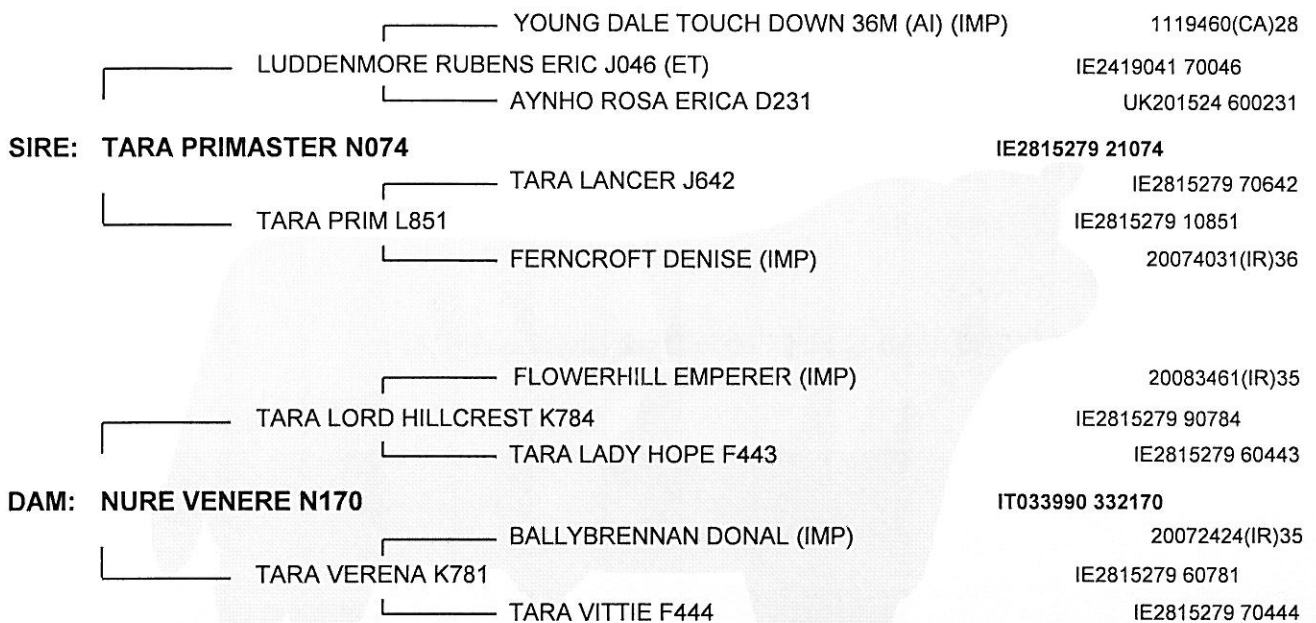 YOUNG DALE TOUCH DOWN 36M (AI) (IMP) 1119460(CA)28
LUDDENMORE RUBENS ERIC J046 (ET) IE2419041 70046
AYNHO ROSA ERICA D231 UK201524 600231
SIRE: TARA PRIMASTER N074 IE2815279 21074
TARA LANCER J642 IE2815279 70642
TARA PRIM L851 IE2815279 10851
FERNCROFT DENISE (IMP) 20074031(IR)36
FLOWERHILL EMPERER (IMP) 20083461(IR)35
TARA LORD HILLCREST K784 IE2815279 90784
TARA LADY HOPE F443 IE2815279 60443
DAM: NURE VENERE N170 IT033990 332170
BALLYBRENNAN DONAL (IMP) 20072424(IR)35
TARA VERENA K781 IE2815279 60781
TARA VITTIE F444 IE2815279 70444